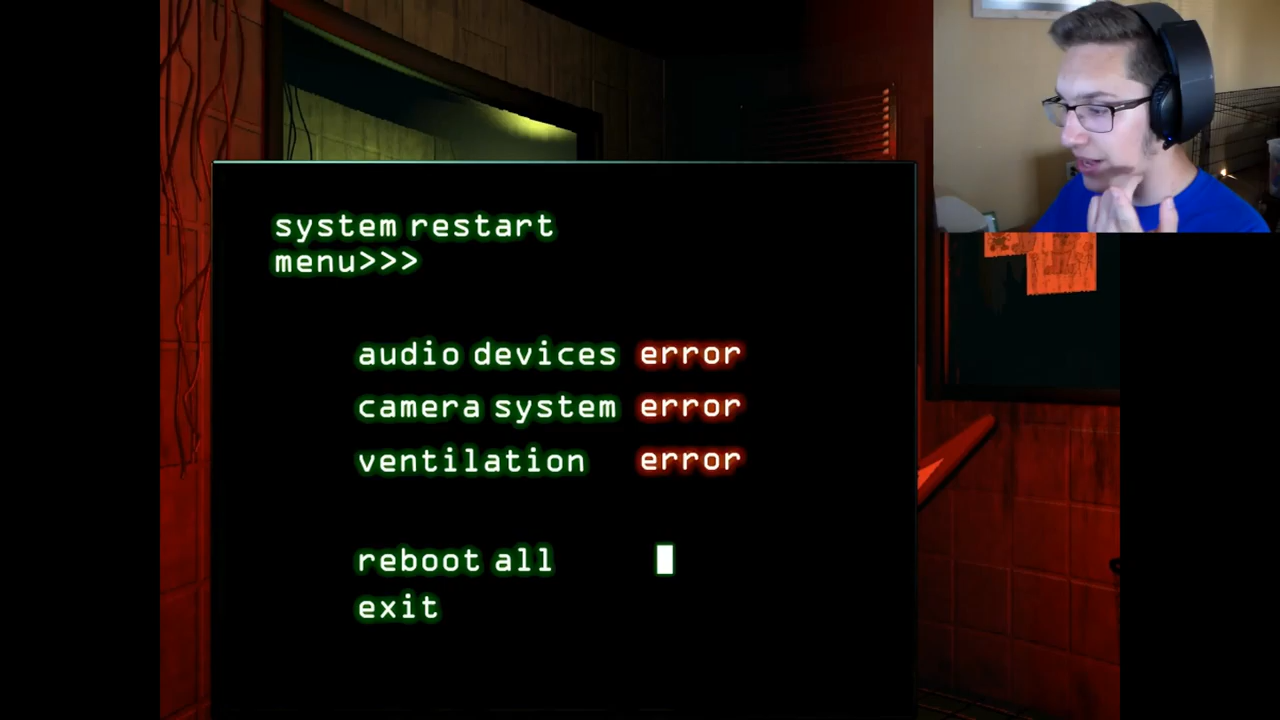 system restart
menu>>>
audio devices error
camera system error
ventilation error
reboot all
exit